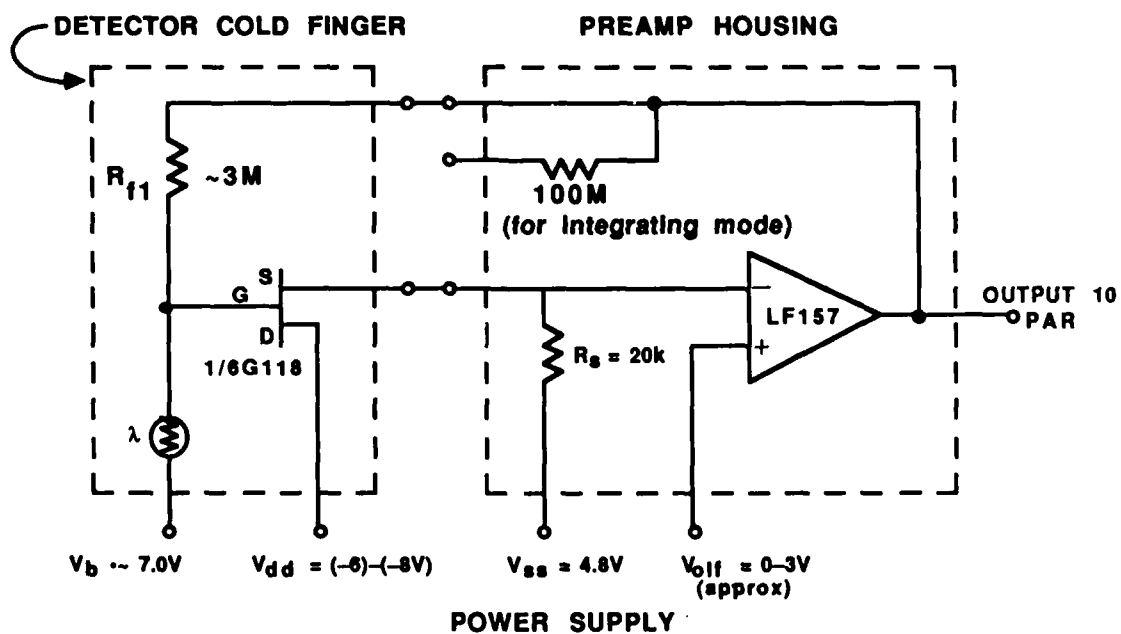 DETECTOR COLD FINGER
PREAMP HOUSING
Rf1
~3M
100M
(for Integrating mode)
S
G
D
1/6G118
λ
Rs = 20k
−
+
LF157
OUTPUT 10
PAR
Vb ·~ 7.0V
Vdd = (–6)–(–8V)
Vss = 4.8V
Volf = 0–3V
(approx)
POWER SUPPLY